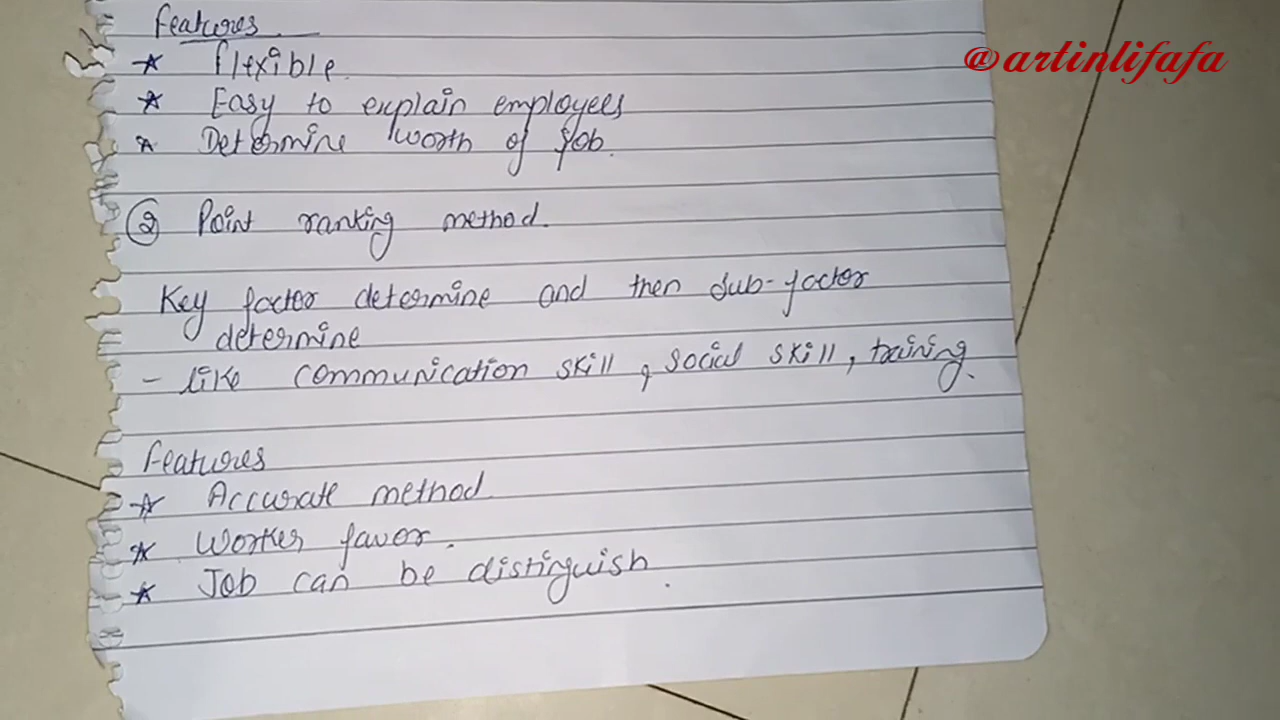 Features
@artinlifafa
* flexible.
* Easy to explain employees
* Determine worth of job.
② Point ranking method.
Key factor determine and then sub-factor
determine
- like communication skill, social skill, training.
Features
* Accurate method.
* Worker favor.
* Job can be distinguish.